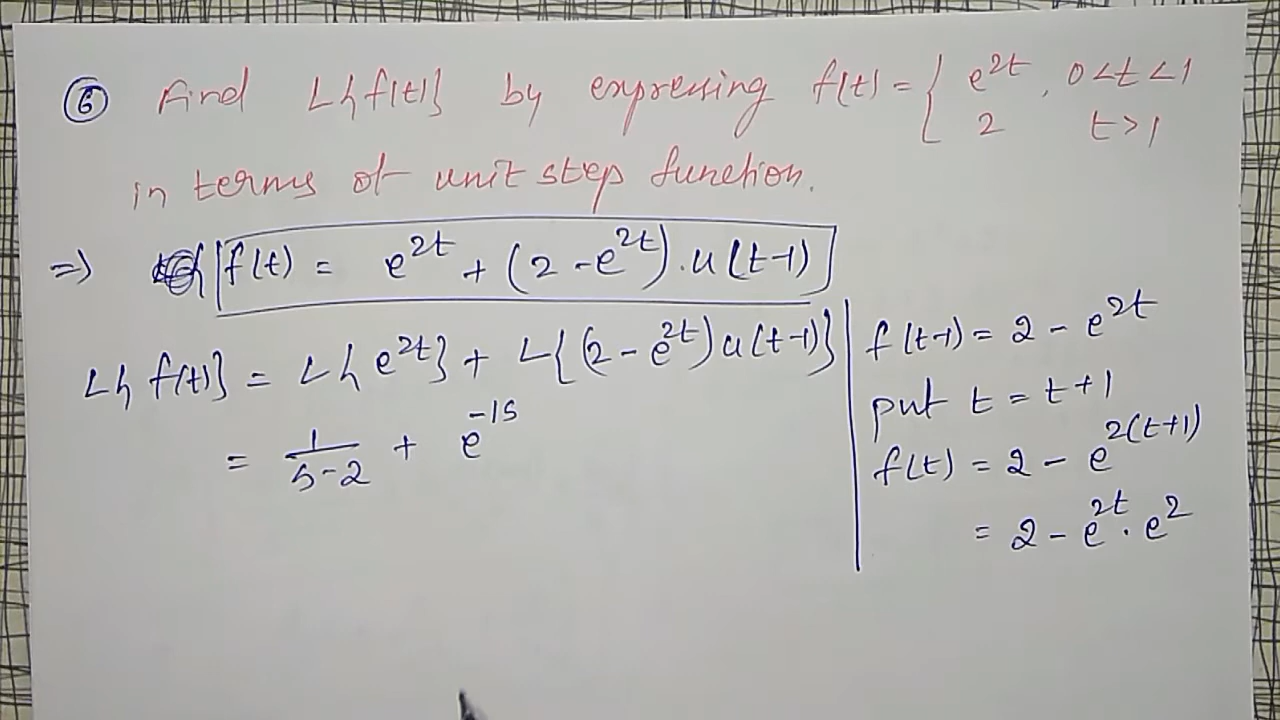 ⑥ Find L{f(t)} by expressing f(t) = { e^{2t}, 0<t<1
2 t>1
in terms of unit step function.
⇒ f(t) = e^{2t} + (2 - e^{2t}).u(t-1)
L{f(t)} = L{e^{2t}} + L{(2 - e^{2t})u(t-1)}
= 1/(s-2) + e^{-1s}
f(t-1) = 2 - e^{2t}
put t = t+1
f(t) = 2 - e^{2(t+1)}
= 2 - e^{2t}.e^2